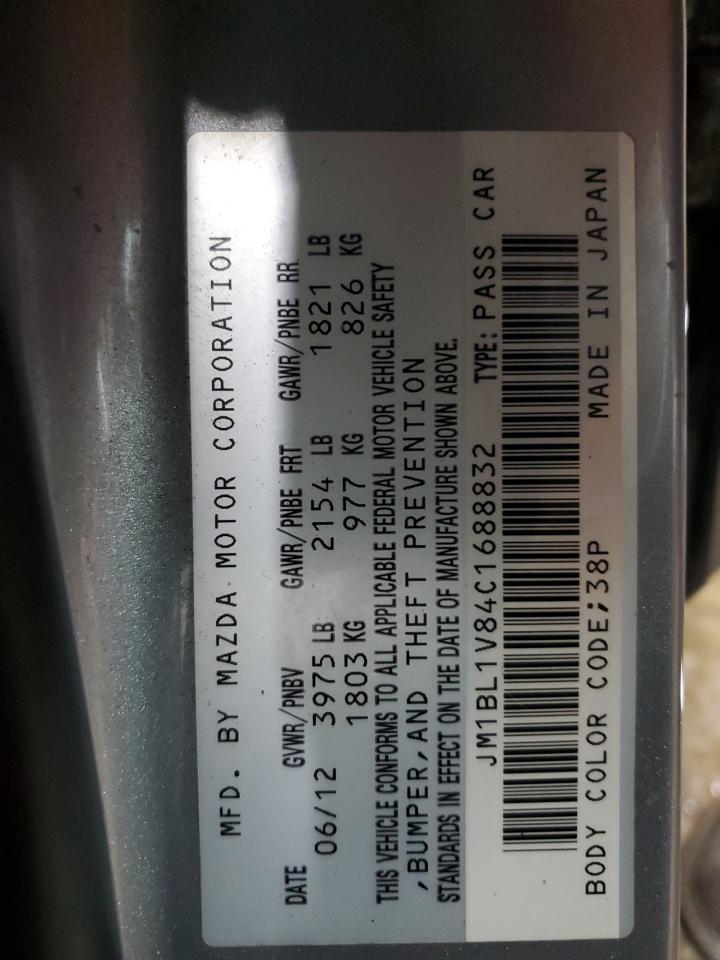 MFD. BY MAZDA MOTOR CORPORATION
DATE GVWR/PNBV GAWR/PNBE FRT GAWR/PNBE RR
06/12 3975 LB 2154 LB 1821 LB
1803 KG 977 KG 826 KG
THIS VEHICLE CONFORMS TO ALL APPLICABLE FEDERAL MOTOR VEHICLE SAFETY
,BUMPER,AND THEFT PREVENTION
STANDARDS IN EFFECT ON THE DATE OF MANUFACTURE SHOWN ABOVE.
JM1BL1V84C1688832 TYPE: PASS CAR
BODY COLOR CODE;38P MADE IN JAPAN